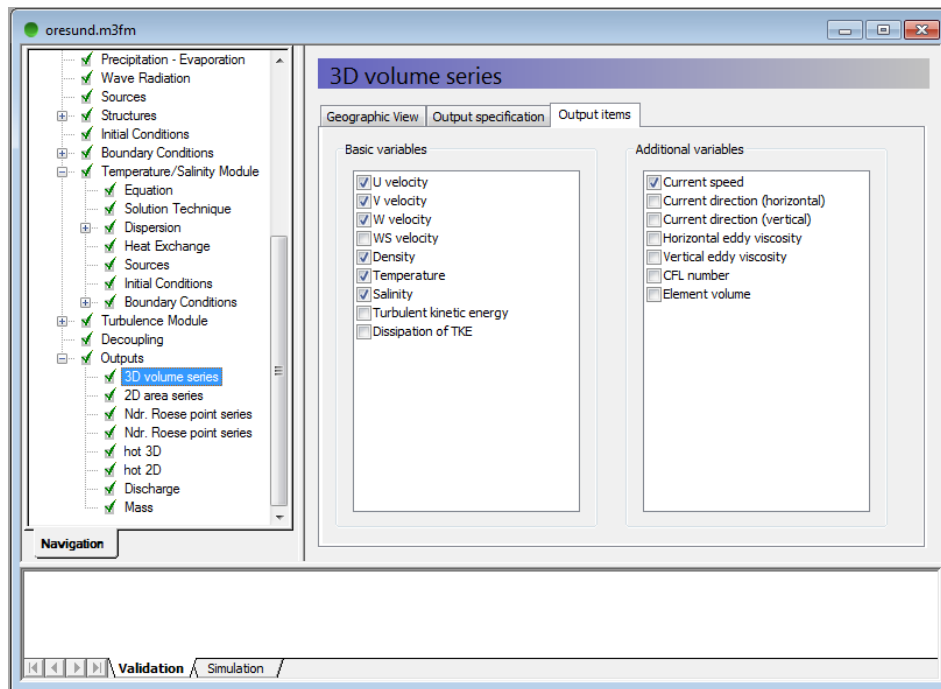 oresund.m3fm
Precipitation - Evaporation
Wave Radiation
Sources
Structures
Initial Conditions
Boundary Conditions
Temperature/Salinity Module
Equation
Solution Technique
Dispersion
Heat Exchange
Sources
Initial Conditions
Boundary Conditions
Turbulence Module
Decoupling
Outputs
3D volume series
2D area series
Ndr. Roese point series
Ndr. Roese point series
hot 3D
hot 2D
Discharge
Mass
Navigation
3D volume series
Geographic View
Output specification
Output items
Basic variables
U velocity
V velocity
W velocity
WS velocity
Density
Temperature
Salinity
Turbulent kinetic energy
Dissipation of TKE
Additional variables
Current speed
Current direction (horizontal)
Current direction (vertical)
Horizontal eddy viscosity
Vertical eddy viscosity
CFL number
Element volume
Validation
Simulation